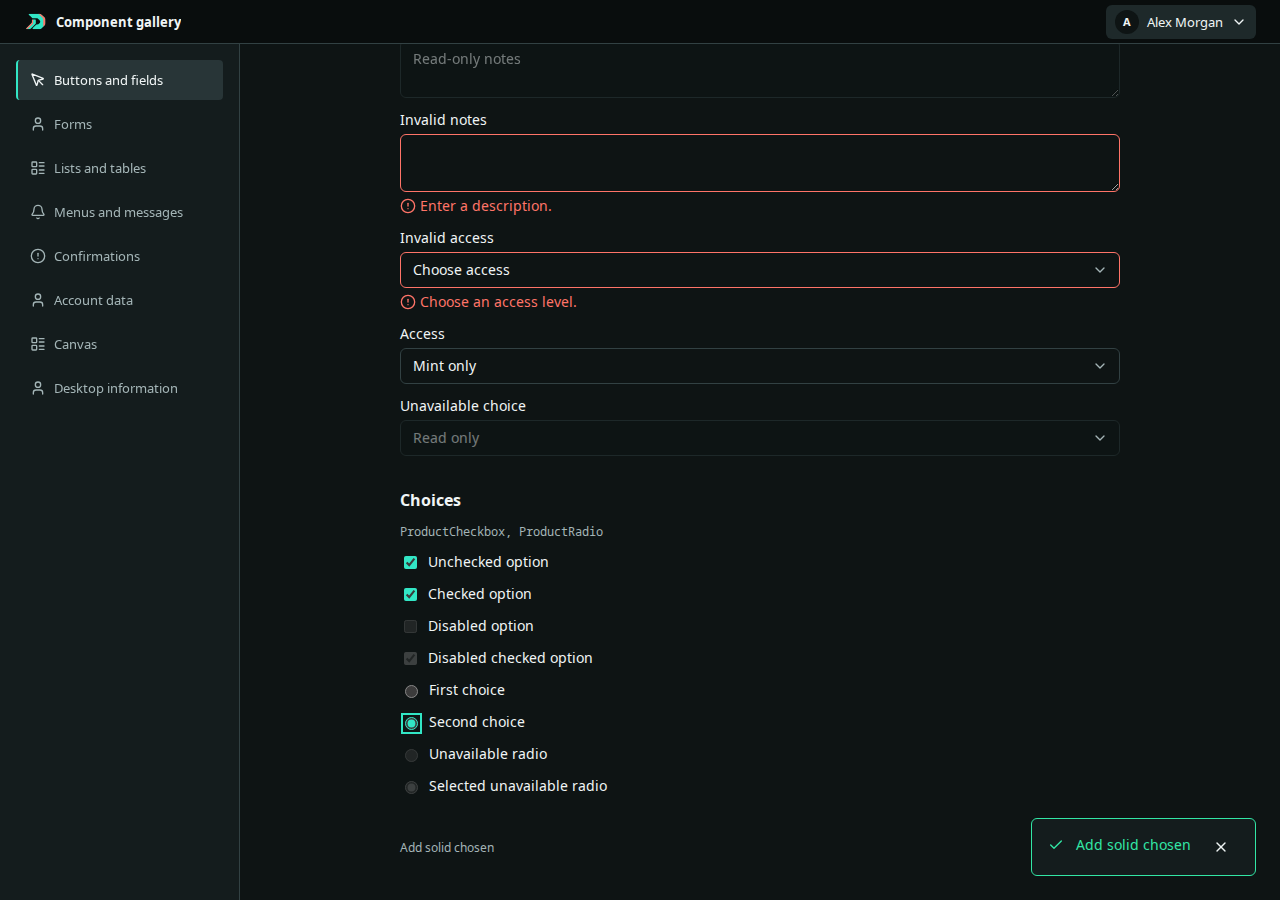 Component gallery
A
Alex Morgan
Buttons and fields
Forms
Lists and tables
Menus and messages
Confirmations
Account data
Canvas
Desktop information
Read-only notes
Invalid notes
Enter a description.
Invalid access
Choose access
Choose an access level.
Access
Mint only
Unavailable choice
Read only
Choices
ProductCheckbox, ProductRadio
Unchecked option
Checked option
Disabled option
Disabled checked option
First choice
Second choice
Unavailable radio
Selected unavailable radio
Add solid chosen
Add solid chosen